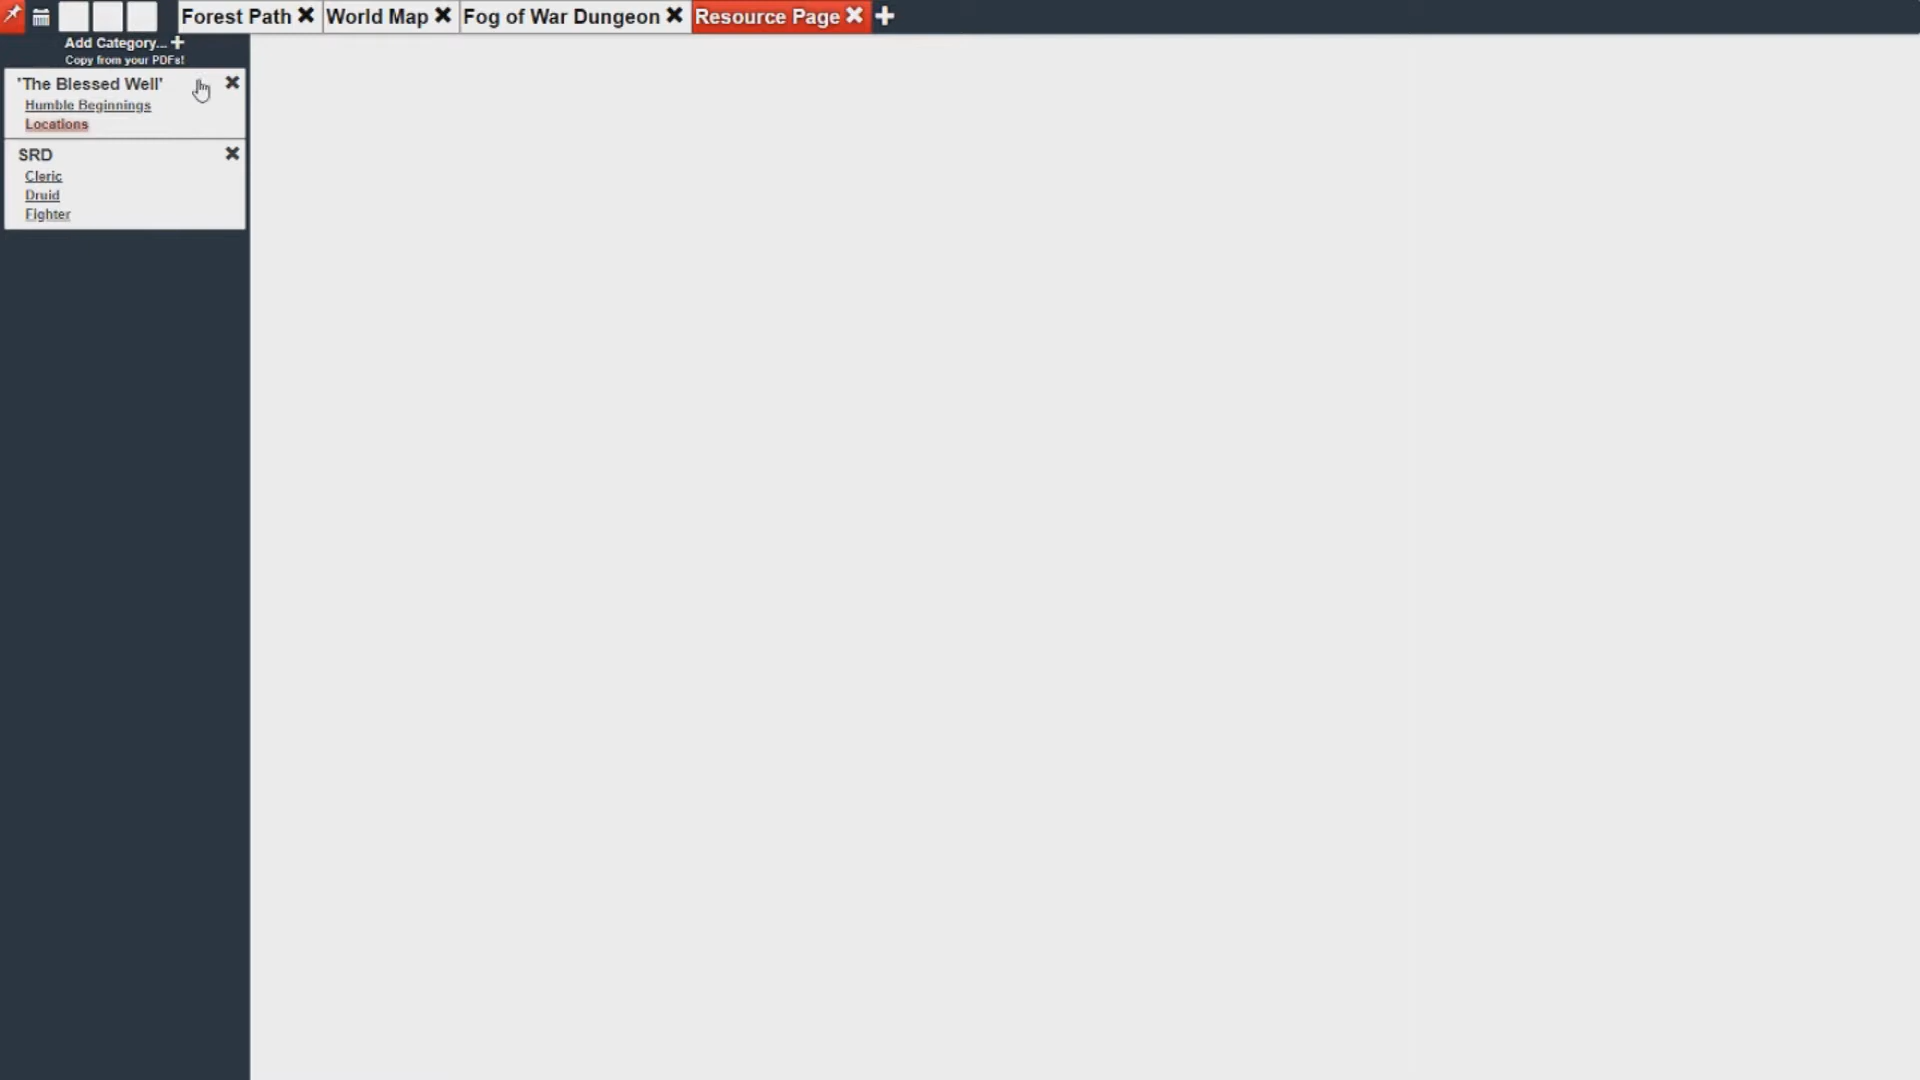 Forest Path World Map Fog of War Dungeon Resource Page
Add Category...
Copy from your PDFs!
'The Blessed Well'
Humble Beginnings
Locations
SRD
Cleric
Druid
Fighter